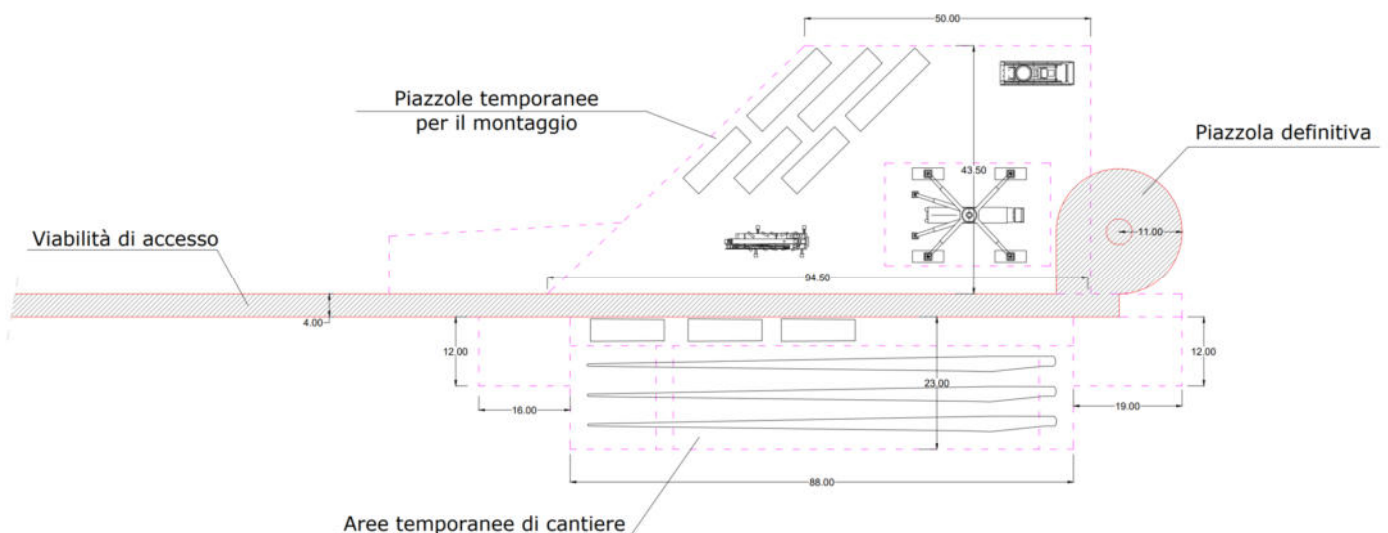 50.00
Piazzole temporanee
per il montaggio
Piazzola definitiva
43.50
Viabilità di accesso
11.00
94.50
4.00
12.00
12.00
23.00
16.00
19.00
88.00
Aree temporanee di cantiere